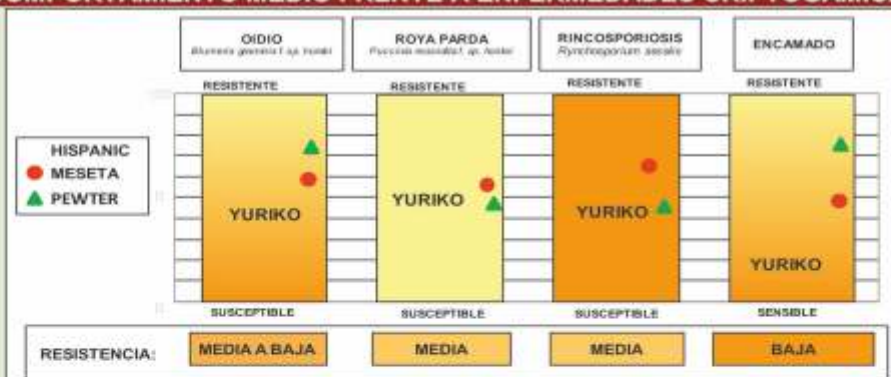 OIDIO
ROYA PARDA
RINCOSPORIOSIS
ENCAMADO
RESISTENTE
RESISTENTE
RESISTENTE
RESISTENTE
HISPANIC
MESETA
PEWTER
YURIKO
YURIKO
YURIKO
YURIKO
SUSCEPTIBLE
SUSCEPTIBLE
SUSCEPTIBLE
SENSIBLE
RESISTENCIA:
MEDIA A BAJA
MEDIA
MEDIA
BAJA